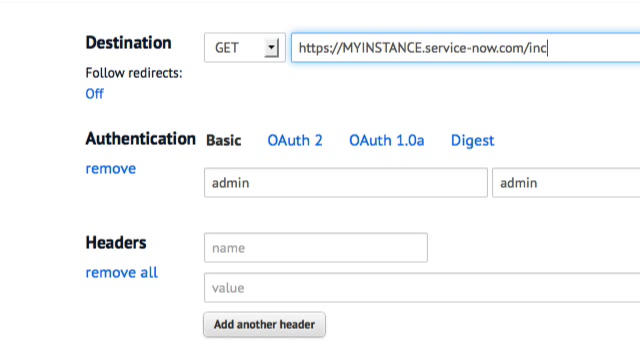 Destination GET https://MYINSTANCE.service-now.com/inc
Follow redirects:
Off
Authentication Basic OAuth 2 OAuth 1.0a Digest
remove
admin admin
Headers name
remove all
value
Add another header